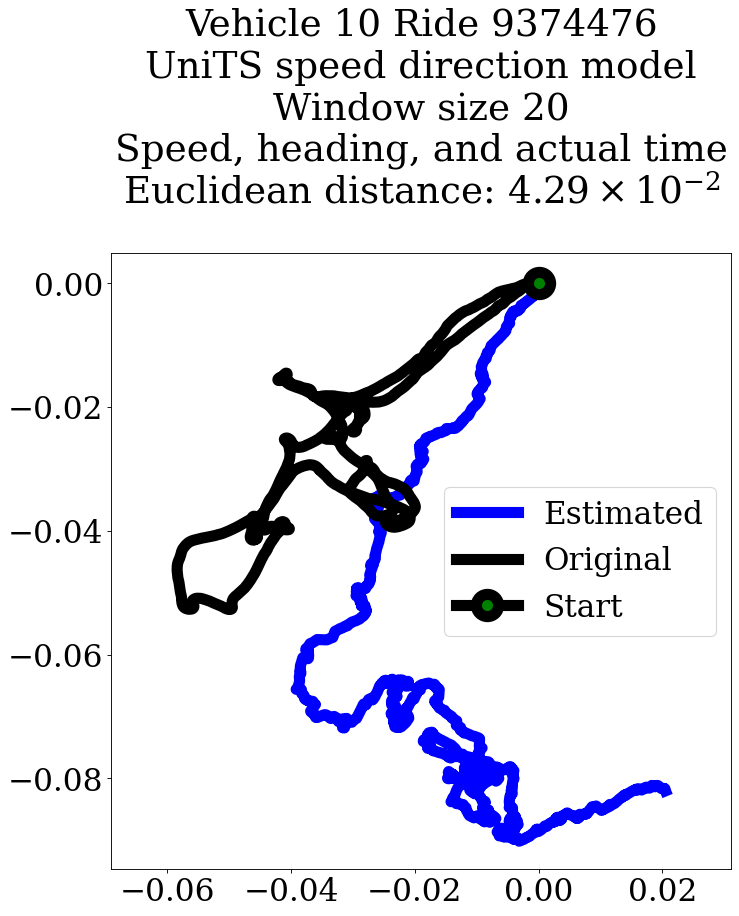 Vehicle 10 Ride 9374476
UniTS speed direction model
Window size 20
Speed, heading, and actual time
Euclidean distance: 4.29 × 10⁻²
0.00
−0.02
−0.04
−0.06
−0.08
Estimated
Original
Start
−0.06
−0.04
−0.02
0.00
0.02